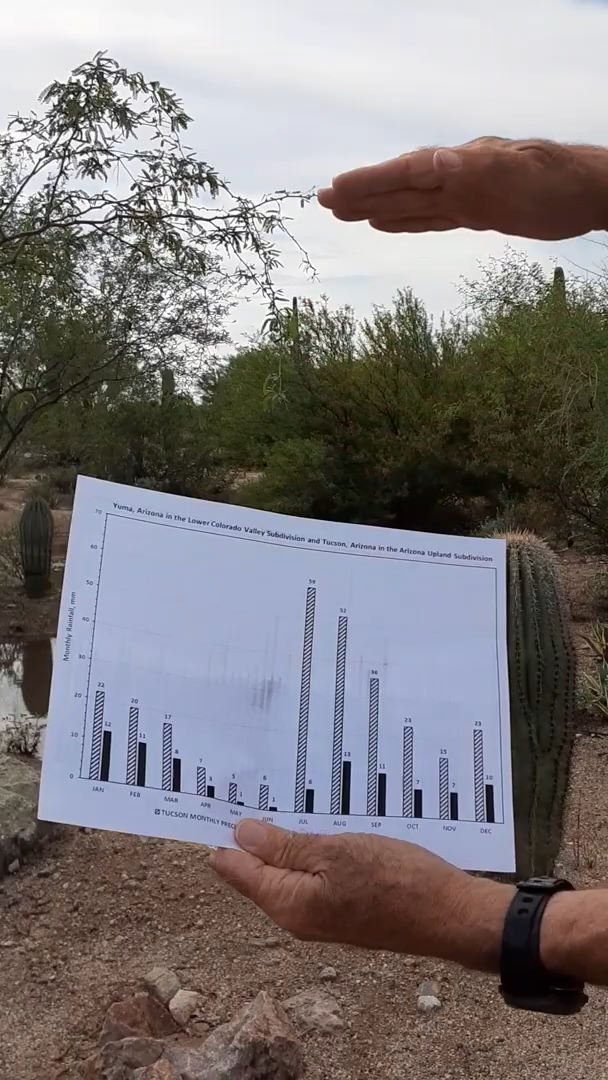 Yuma, Arizona in the Lower Colorado Valley Subdivision and Tucson, Arizona in the Arizona Upland Subdivision
70
60
50
40
30
20
10
0
Monthly Rainfall, mm
22 12 20 11 17 8 7 3 5 1 6 1 59 6 52 13 36 11 11 7 15 7 23 10
JAN FEB MAR APR MAY JUN JUL AUG SEP OCT NOV DEC
TUCSON MONTHLY